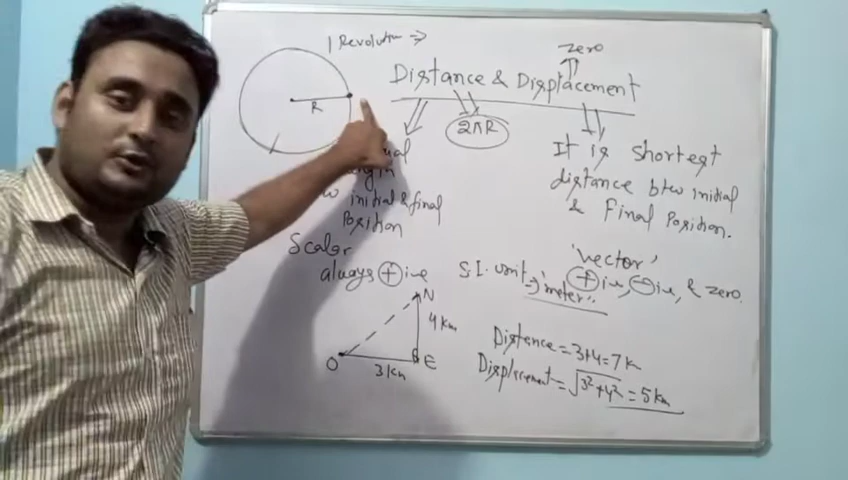 1 Revolution ⇒
R
zero
Distance & Displacement
2πR
initial & final
Position
Scalar
always ⊕ive
It is shortest
distance btw initial
& Final Position.
'vector'
⊕ive, ⊖ive, & zero.
S.I. unit → 'meter'.
N
4 km
O
3 km
E
Distance = 3+4 = 7 K
Displacement = √3²+4² = 5 km